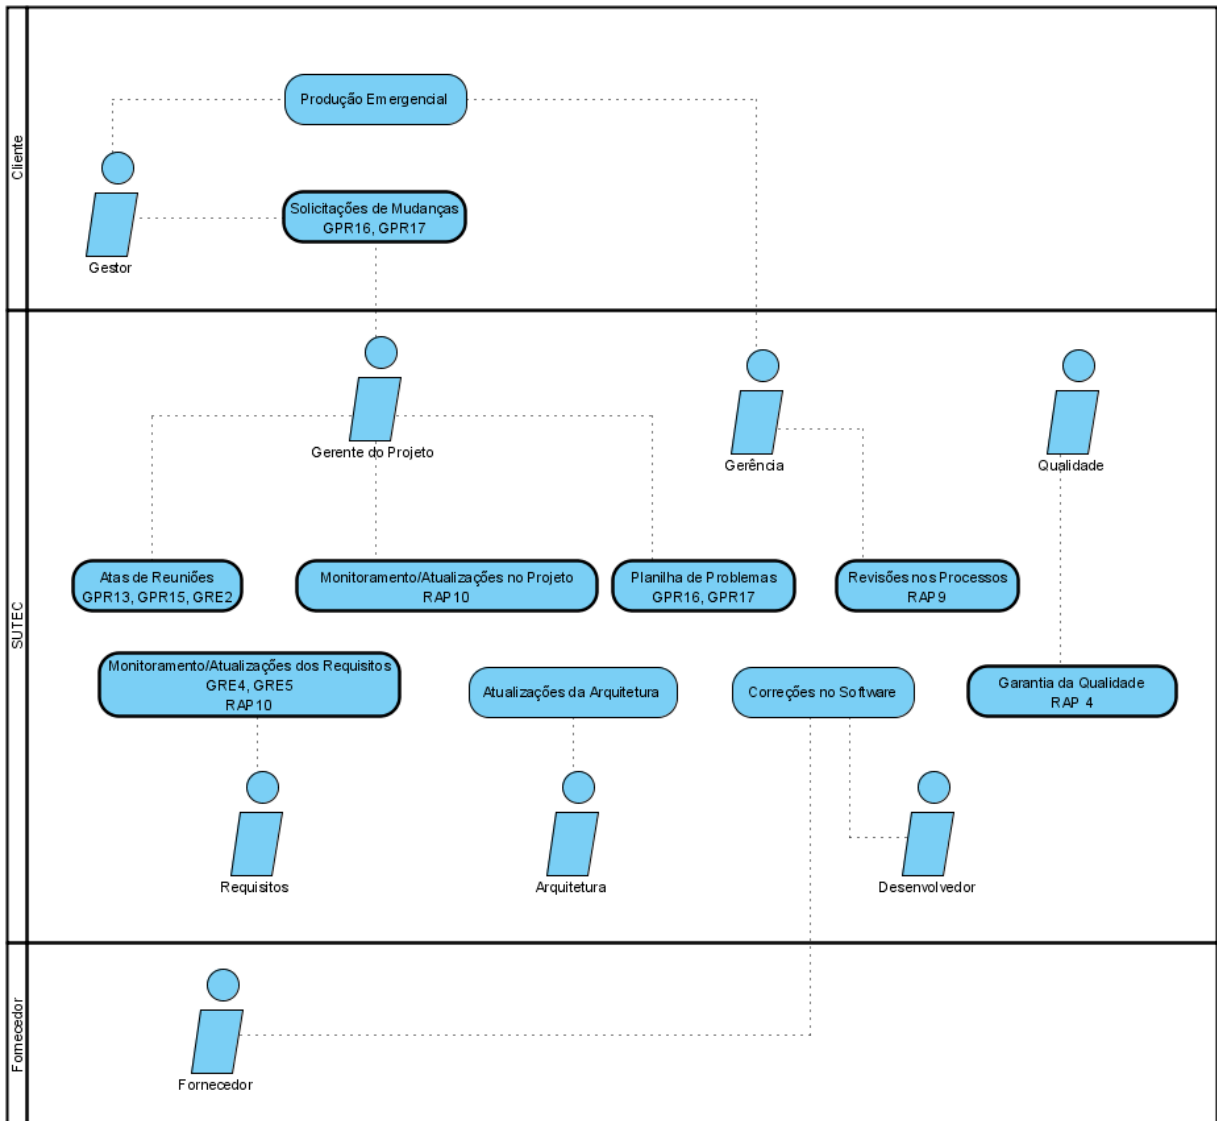 Cliente
Produção Emergencial
Solicitações de Mudanças
GPR16, GPR17
Gestor
SUTEC
Gerente do Projeto
Gerência
Qualidade
Atas de Reuniões
GPR13, GPR15, GRE2
Monitoramento/Atualizações no Projeto
RAP10
Planilha de Problemas
GPR16, GPR17
Revisões nos Processos
RAP9
Monitoramento/Atualizações dos Requisitos
GRE4, GRE5
RAP10
Atualizações da Arquitetura
Correções no Software
Garantia da Qualidade
RAP 4
Requisitos
Arquitetura
Desenvolvedor
Fornecedor
Fornecedor